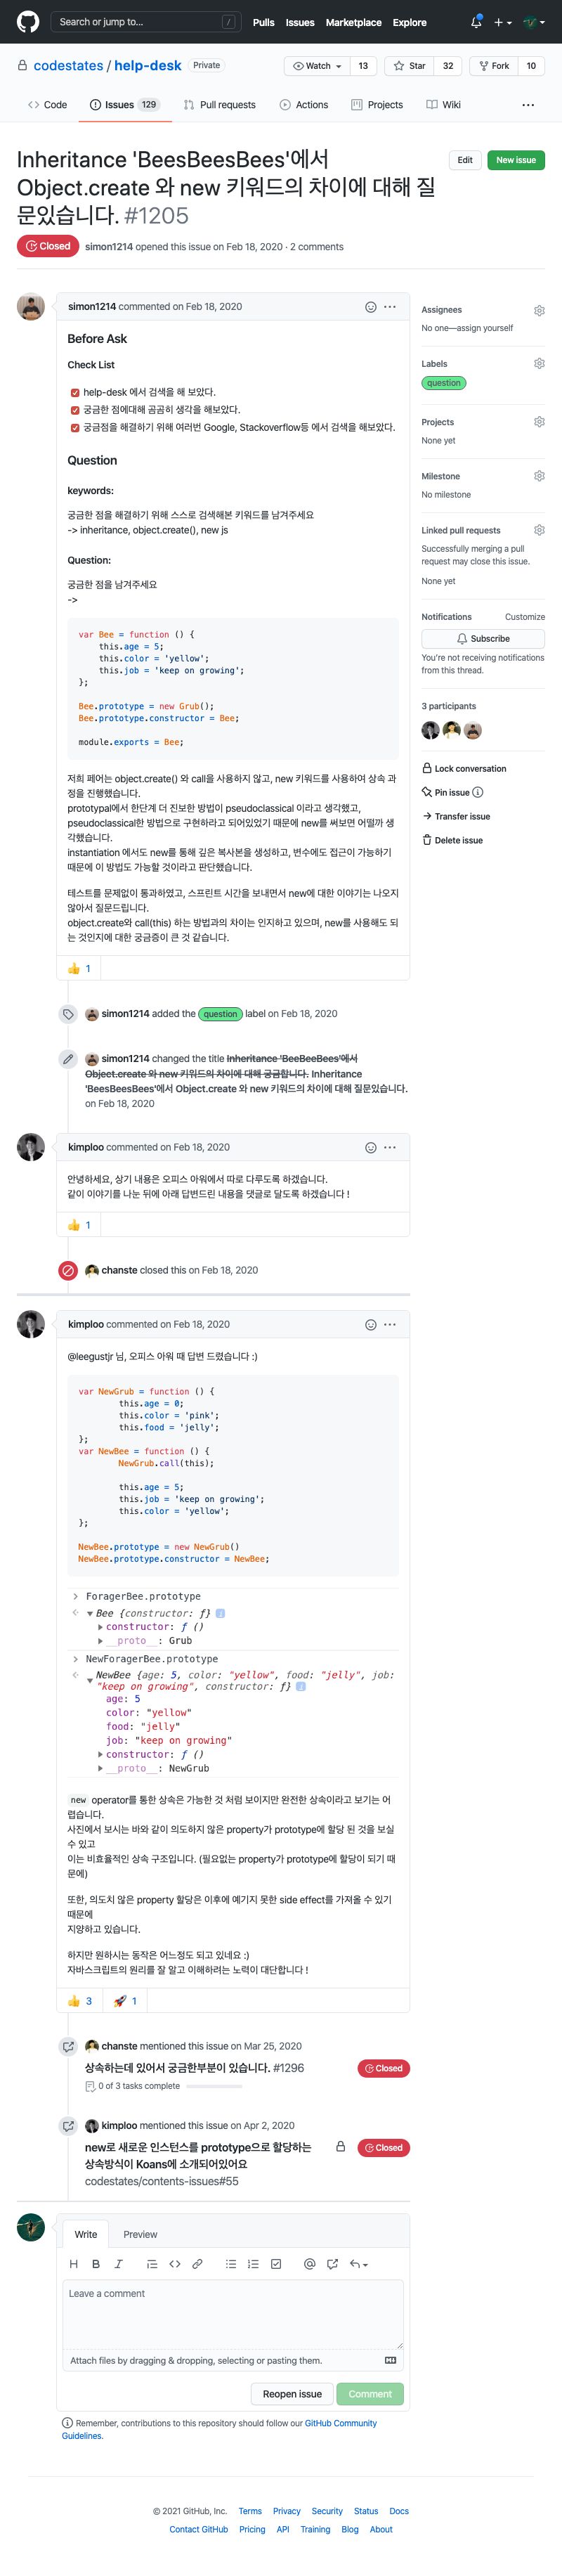 Search or jump to...
/
Pulls
Issues
Marketplace
Explore
codestates / help-desk
Private
Watch
13
Star
32
Fork
10
Code
Issues 129
Pull requests
Actions
Projects
Wiki
Inheritance 'BeesBeesBees'에서
Object.create 와 new 키워드의 차이에 대해 질
문있습니다. #1205
Edit
New issue
Closed
simon1214 opened this issue on Feb 18, 2020 · 2 comments
simon1214 commented on Feb 18, 2020
Before Ask
Check List
help-desk 에서 검색을 해 보았다.
궁금한 점에대해 곰곰히 생각을 해보았다.
궁금점을 해결하기 위해 여러번 Google, Stackoverflow등 에서 검색을 해보았다.
Question
keywords:
궁금한 점을 해결하기 위해 스스로 검색해본 키워드를 남겨주세요
-> inheritance, object.create(), new js
Question:
궁금한 점을 남겨주세요
->
var Bee = function () {
this.age = 5;
this.color = 'yellow';
this.job = 'keep on growing';
};
Bee.prototype = new Grub();
Bee.prototype.constructor = Bee;
module.exports = Bee;
저희 페어는 object.create() 와 call을 사용하지 않고, new 키워드를 사용하여 상속 과
정을 진행했습니다.
prototypal에서 한단계 더 진보한 방법이 pseudoclassical 이라고 생각했고,
pseudoclassical한 방법으로 구현하라고 되어있었기 때문에 new를 써보면 어떨까 생
각했습니다.
instantiation 에서도 new를 통해 깊은 복사본을 생성하고, 변수에도 접근이 가능하기
때문에 이 방법도 가능할 것이라고 판단했습니다.
테스트를 문제없이 통과하였고, 스프린트 시간을 보내면서 new에 대한 이야기는 나오지
않아서 질문드립니다.
object.create와 call(this) 하는 방법과의 차이는 인지하고 있으며, new를 사용해도 되
는 것인지에 대한 궁금증이 큰 것 같습니다.
1
Assignees
No one—assign yourself
Labels
question
Projects
None yet
Milestone
No milestone
Linked pull requests
Successfully merging a pull
request may close this issue.
None yet
Notifications
Customize
Subscribe
You're not receiving notifications
from this thread.
3 participants
Lock conversation
Pin issue
Transfer issue
Delete issue
simon1214 added the question label on Feb 18, 2020
simon1214 changed the title Inheritance 'BeeBeeBees'에서
Object.create 와 new 키워드의 차이에 대해 궁금합니다. Inheritance
'BeesBeesBees'에서 Object.create 와 new 키워드의 차이에 대해 질문있습니다.
on Feb 18, 2020
kimploo commented on Feb 18, 2020
안녕하세요, 상기 내용은 오피스 아워에서 따로 다루도록 하겠습니다.
같이 이야기를 나눈 뒤에 아래 답변드린 내용을 댓글로 달도록 하겠습니다 !
1
chanste closed this on Feb 18, 2020
kimploo commented on Feb 18, 2020
@leegustjr 님, 오피스 아워 때 답변 드렸습니다 :)
var NewGrub = function () {
this.age = 0;
this.color = 'pink';
this.food = 'jelly';
};
var NewBee = function () {
NewGrub.call(this);
this.age = 5;
this.job = 'keep on growing';
this.color = 'yellow';
};
NewBee.prototype = new NewGrub()
NewBee.prototype.constructor = NewBee;
> ForagerBee.prototype
Bee {constructor: ƒ} i
constructor: ƒ ()
__proto__: Grub
> NewForagerBee.prototype
NewBee {age: 5, color: "yellow", food: "jelly", job:
"keep on growing", constructor: ƒ} i
age: 5
color: "yellow"
food: "jelly"
job: "keep on growing"
constructor: ƒ ()
__proto__: NewGrub
new operator를 통한 상속은 가능한 것 처럼 보이지만 완전한 상속이라고 보기는 어
렵습니다.
사진에서 보시는 바와 같이 의도하지 않은 property가 prototype에 할당 된 것을 보실
수 있고
이는 비효율적인 상속 구조입니다. (필요없는 property가 prototype에 할당이 되기 때
문에)
또한, 의도치 않은 property 할당은 이후에 예기지 못한 side effect를 가져올 수 있기
때문에
지양하고 있습니다.
하지만 원하시는 동작은 어느정도 되고 있네요 :)
자바스크립트의 원리를 잘 알고 이해하려는 노력이 대단합니다 !
3
1
chanste mentioned this issue on Mar 25, 2020
상속하는데 있어서 궁금한부분이 있습니다. #1296
Closed
0 of 3 tasks complete
kimploo mentioned this issue on Apr 2, 2020
new로 새로운 인스턴스를 prototype으로 할당하는
상속방식이 Koans에 소개되어있어요
Closed
codestates/contents-issues#55
Write
Preview
H B I
Leave a comment
Attach files by dragging & dropping, selecting or pasting them.
Reopen issue
Comment
Remember, contributions to this repository should follow our GitHub Community
Guidelines.
© 2021 GitHub, Inc.
Terms
Privacy
Security
Status
Docs
Contact GitHub
Pricing
API
Training
Blog
About